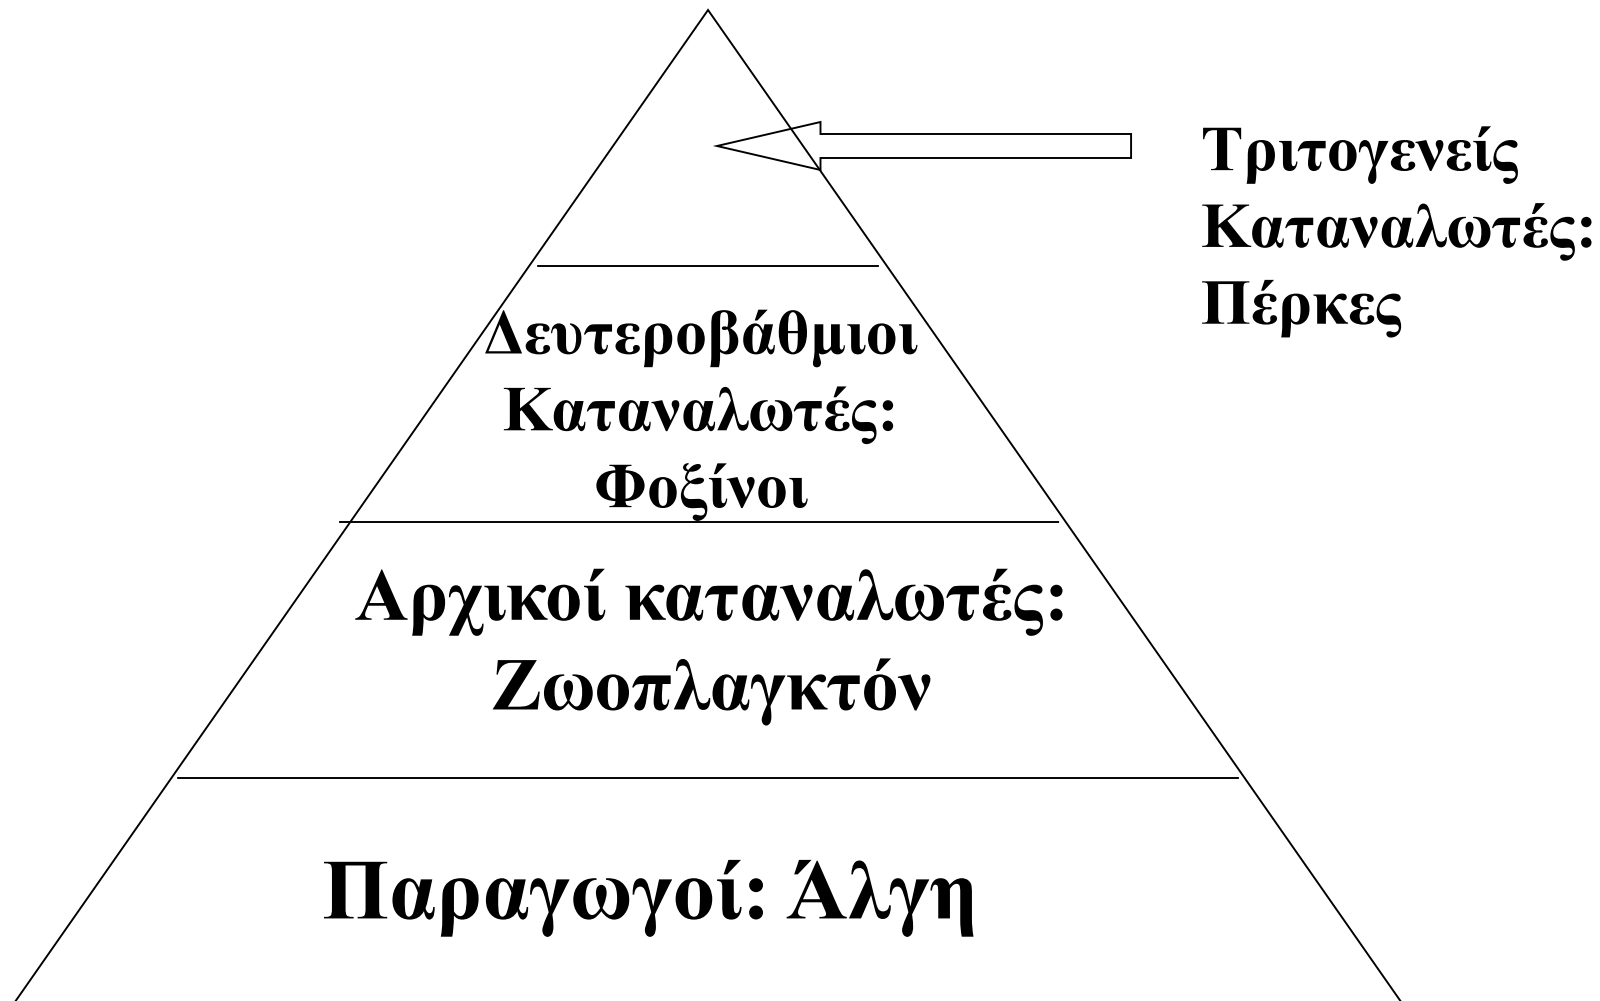 Τριτογενείς
Καταναλωτές:
Πέρκες
Δευτεροβάθμιοι
Καταναλωτές:
Φοξίνοι
Αρχικοί καταναλωτές:
Ζωοπλαγκτόν
Παραγωγοί: Άλγη